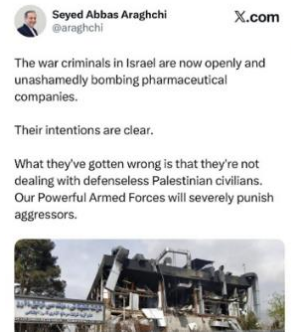 Seyed Abbas Araghchi
X.com
@araghchi
The war criminals in Israel are now openly and
unashamedly bombing pharmaceutical
companies.
Their intentions are clear.
What they've gotten wrong is that they're not
dealing with defenseless Palestinian civilians.
Our Powerful Armed Forces will severely punish
aggressors.